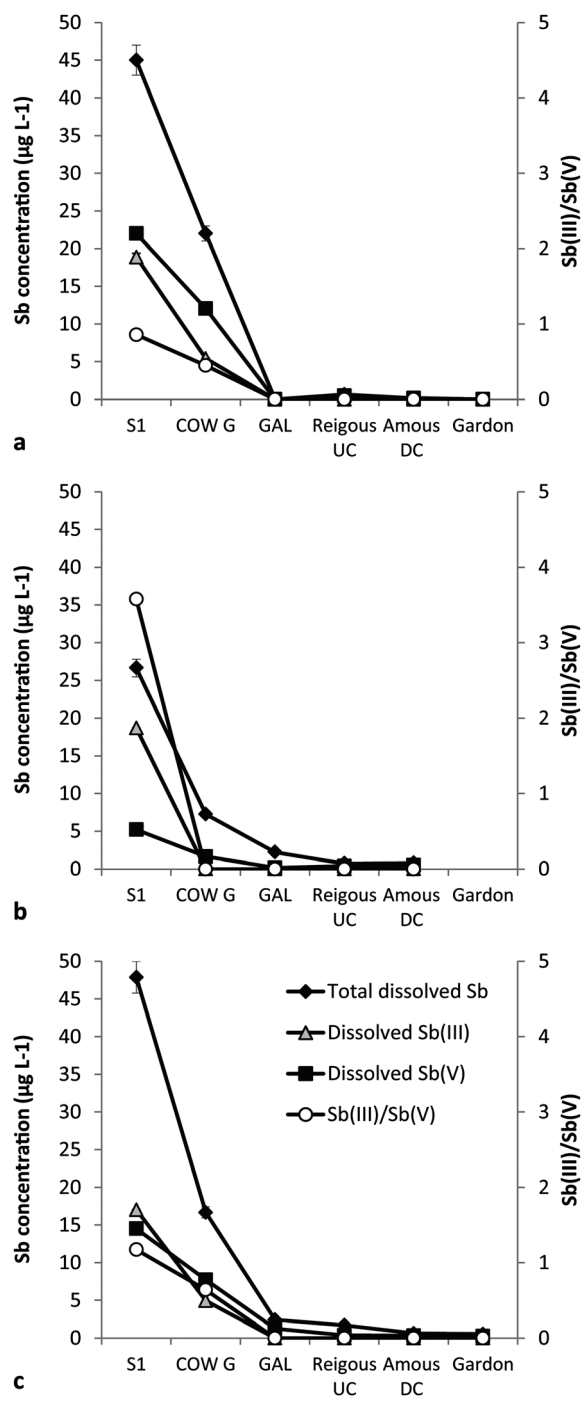 50 5
45
40 4
35
30 3
25
20 2
15
10 1
5
0 0
Sb concentration (µg L-1)
Sb(III)/Sb(V)
S1 COW G GAL Reigous Amous Gardon
UC DC
a
50 5
45
40 4
35
30 3
25
20 2
15
10 1
5
0 0
Sb concentration (µg L-1)
Sb(III)/Sb(V)
S1 COW G GAL Reigous Amous Gardon
UC DC
b
50 5
45
40 4
35
30 3
25
20 2
15
10 1
5
0 0
Sb concentration (µg L-1)
Sb(III)/Sb(V)
Total dissolved Sb
Dissolved Sb(III)
Dissolved Sb(V)
Sb(III)/Sb(V)
S1 COW G GAL Reigous Amous Gardon
UC DC
c